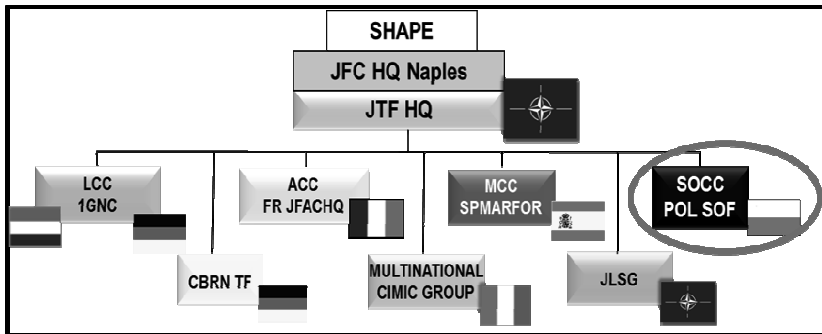 SHAPE
JFC HQ Naples
JTF HQ
LCC
1GNC
ACC
FR JFACHQ
MCC
SPMARFOR
SOCC
POL SOF
CBRN TF
MULTINATIONAL
CIMIC GROUP
JLSG